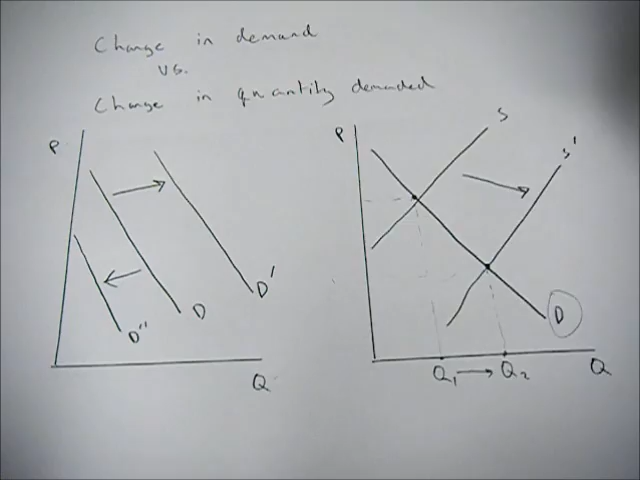 Change in demand
vs.
Change in quantity demanded
P
D'
D
D"
Q
P
S
S'
D
Q₁ → Q₂
Q